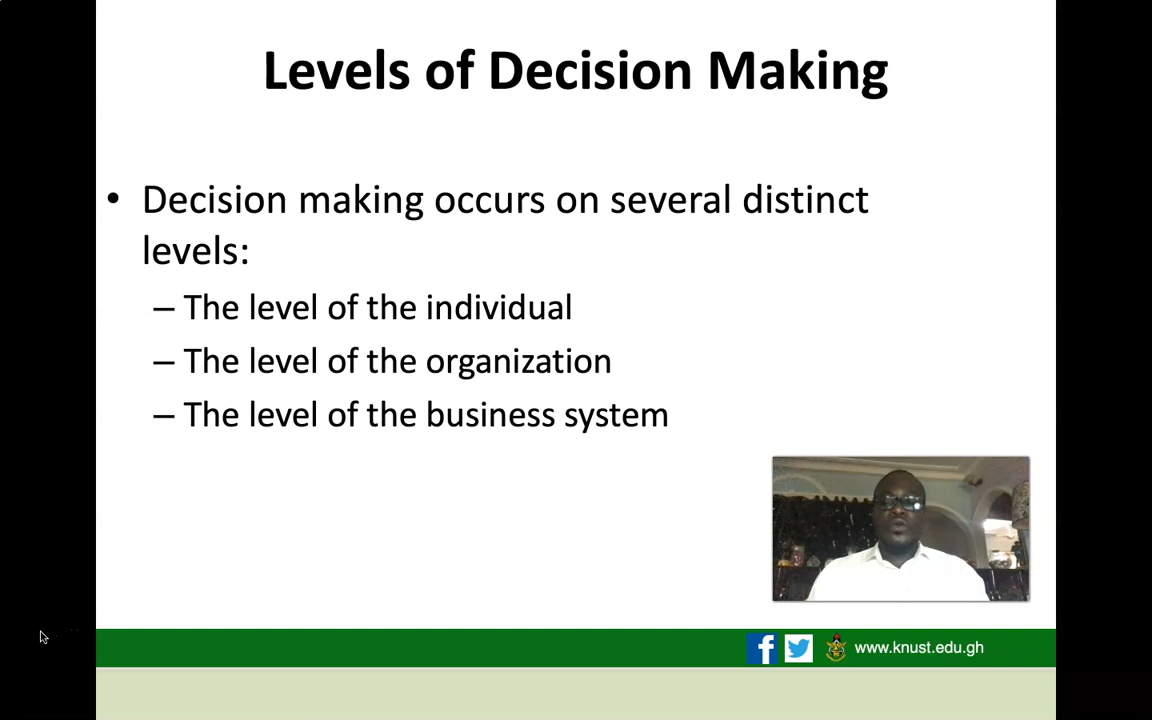 Levels of Decision Making
• Decision making occurs on several distinct
levels:
– The level of the individual
– The level of the organization
– The level of the business system
www.knust.edu.gh